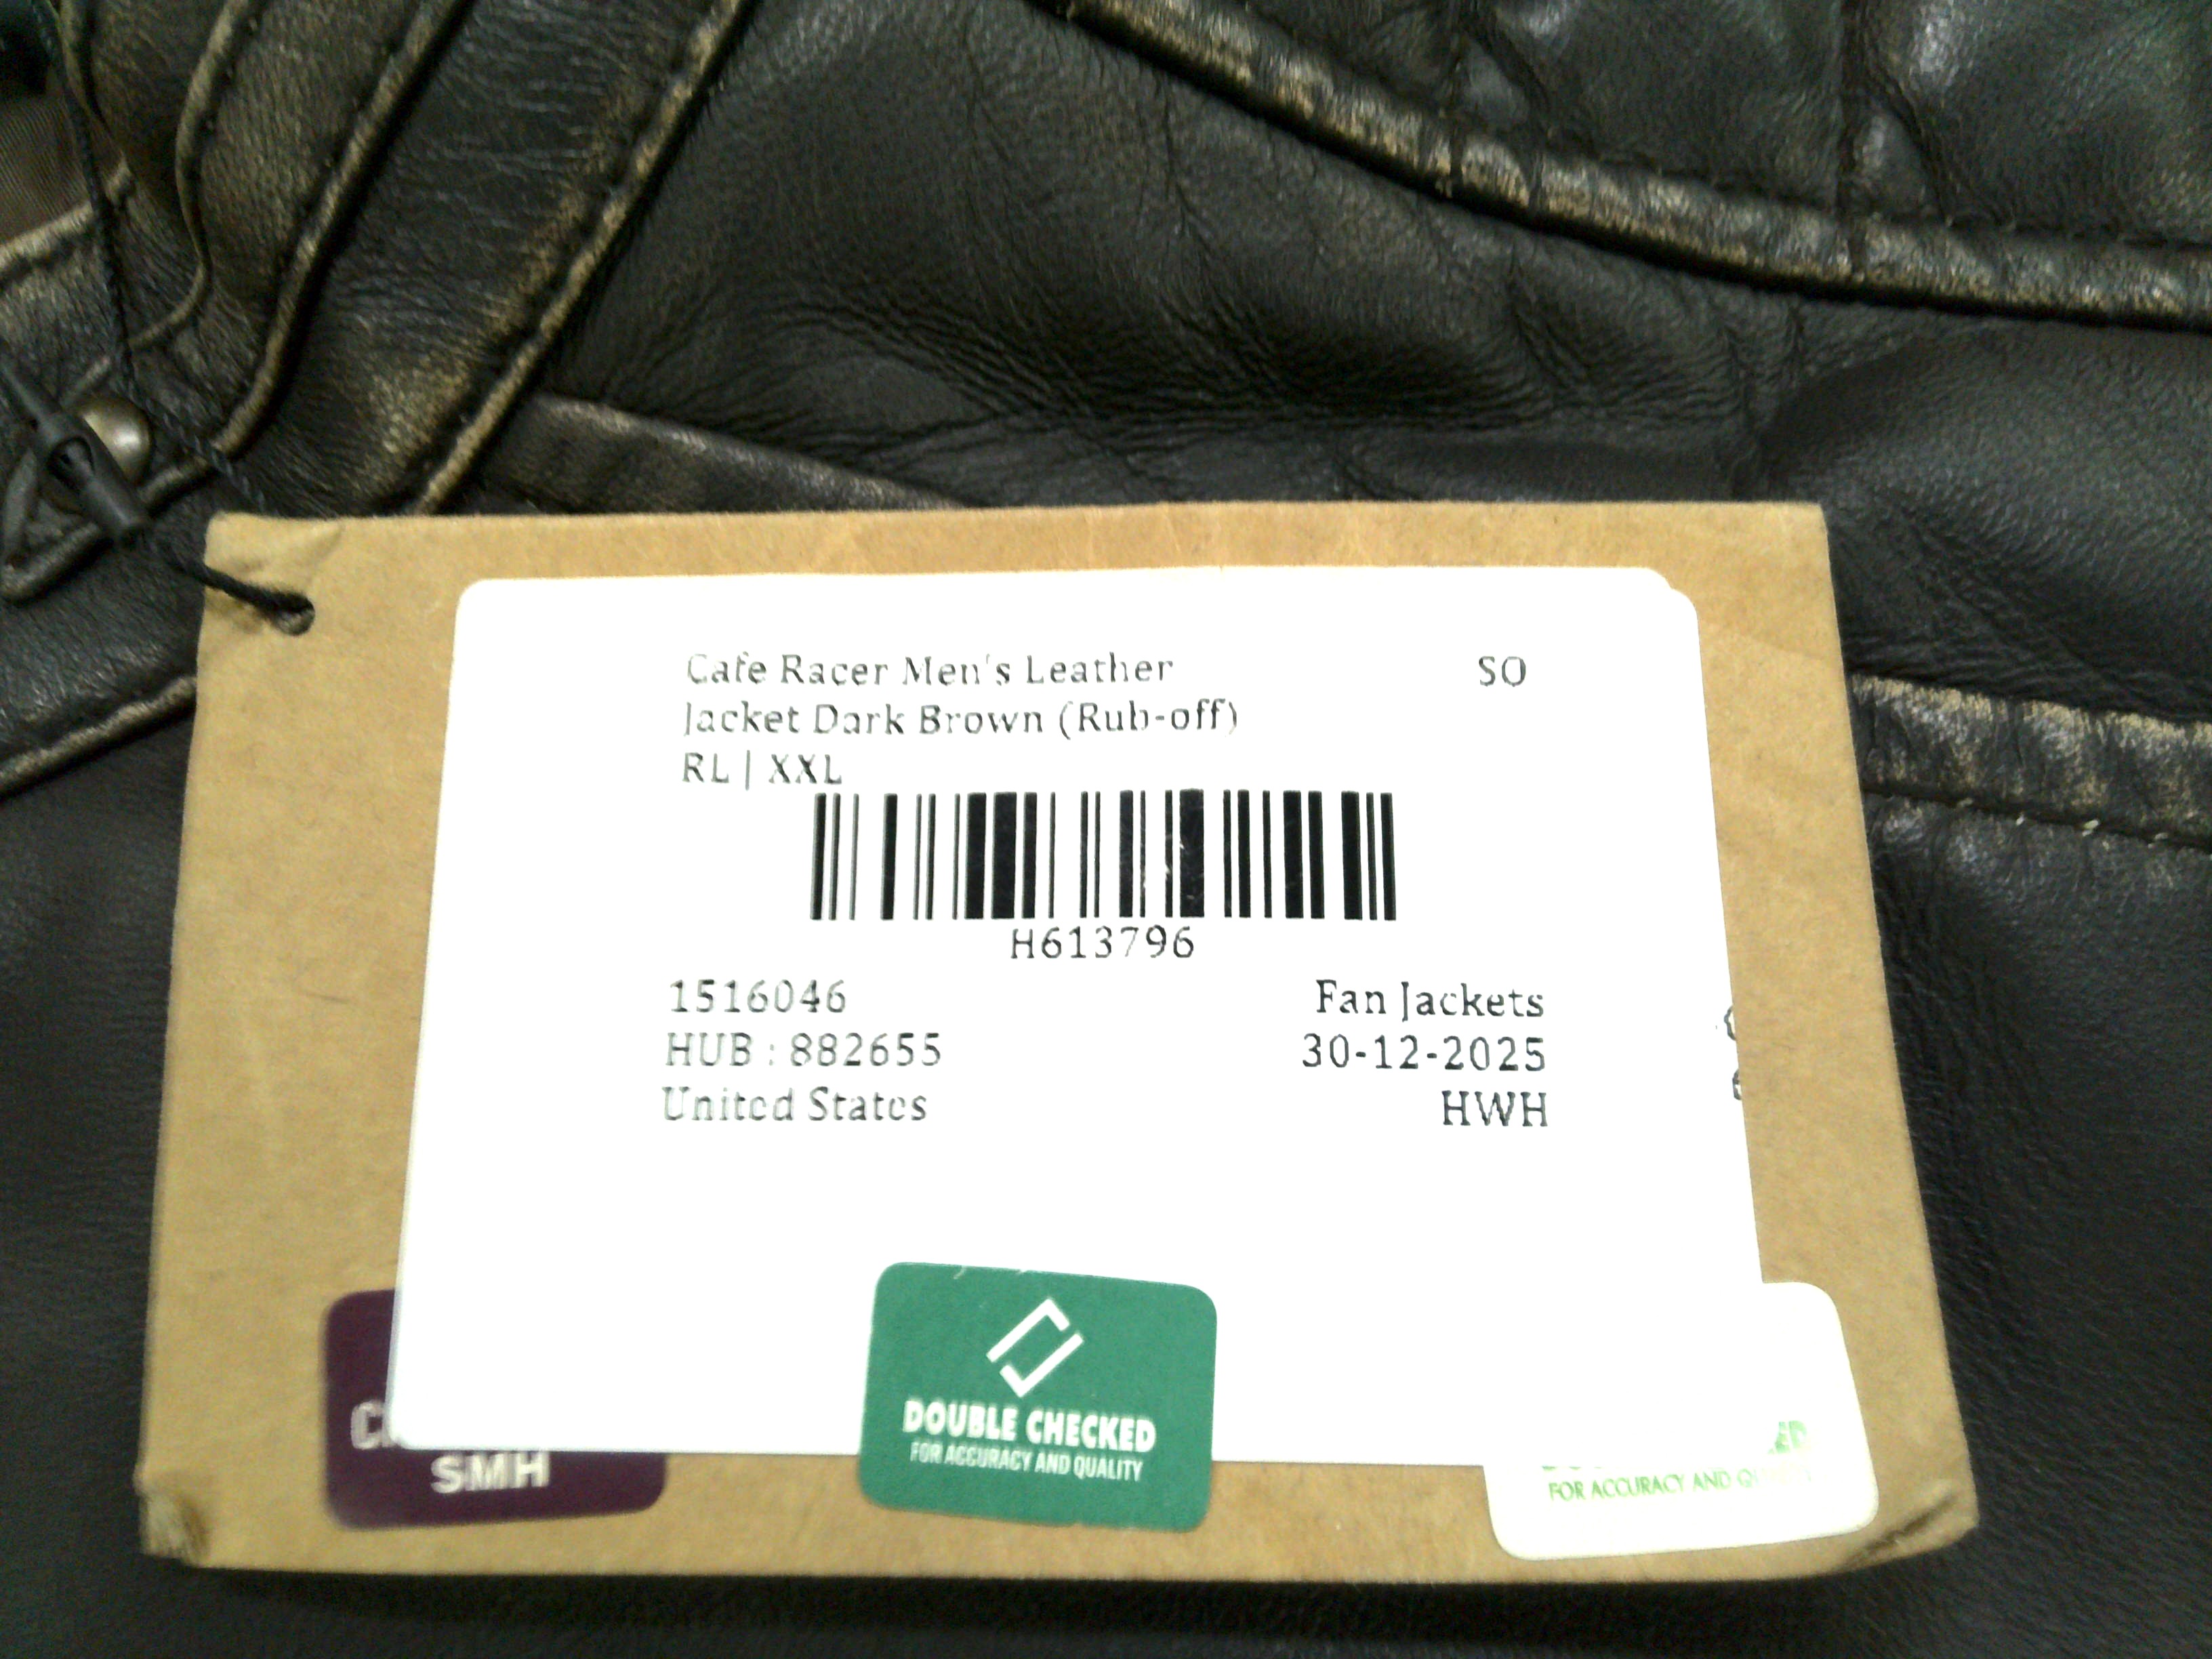 Cafe Racer Men's Leather SO
Jacket Dark Brown (Rub-off)
RL | XXL
H613796
1516046 Fan Jackets
HUB : 882655 30-12-2025
United States HWH
SMH
DOUBLE CHECKED
FOR ACCURACY AND QUALITY
FOR ACCURACY AND